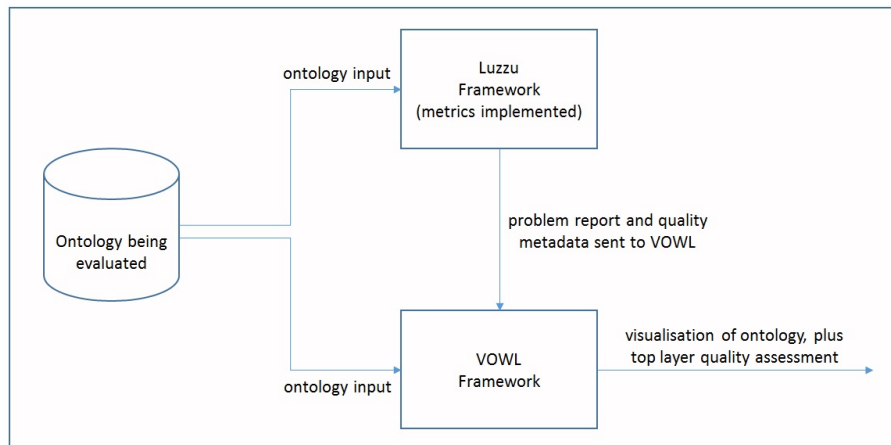 ontology input
Luzzu
Framework
(metrics implemented)
Ontology being
evaluated
problem report and quality
metadata sent to VOWL
ontology input
VOWL
Framework
visualisation of ontology, plus
top layer quality assessment